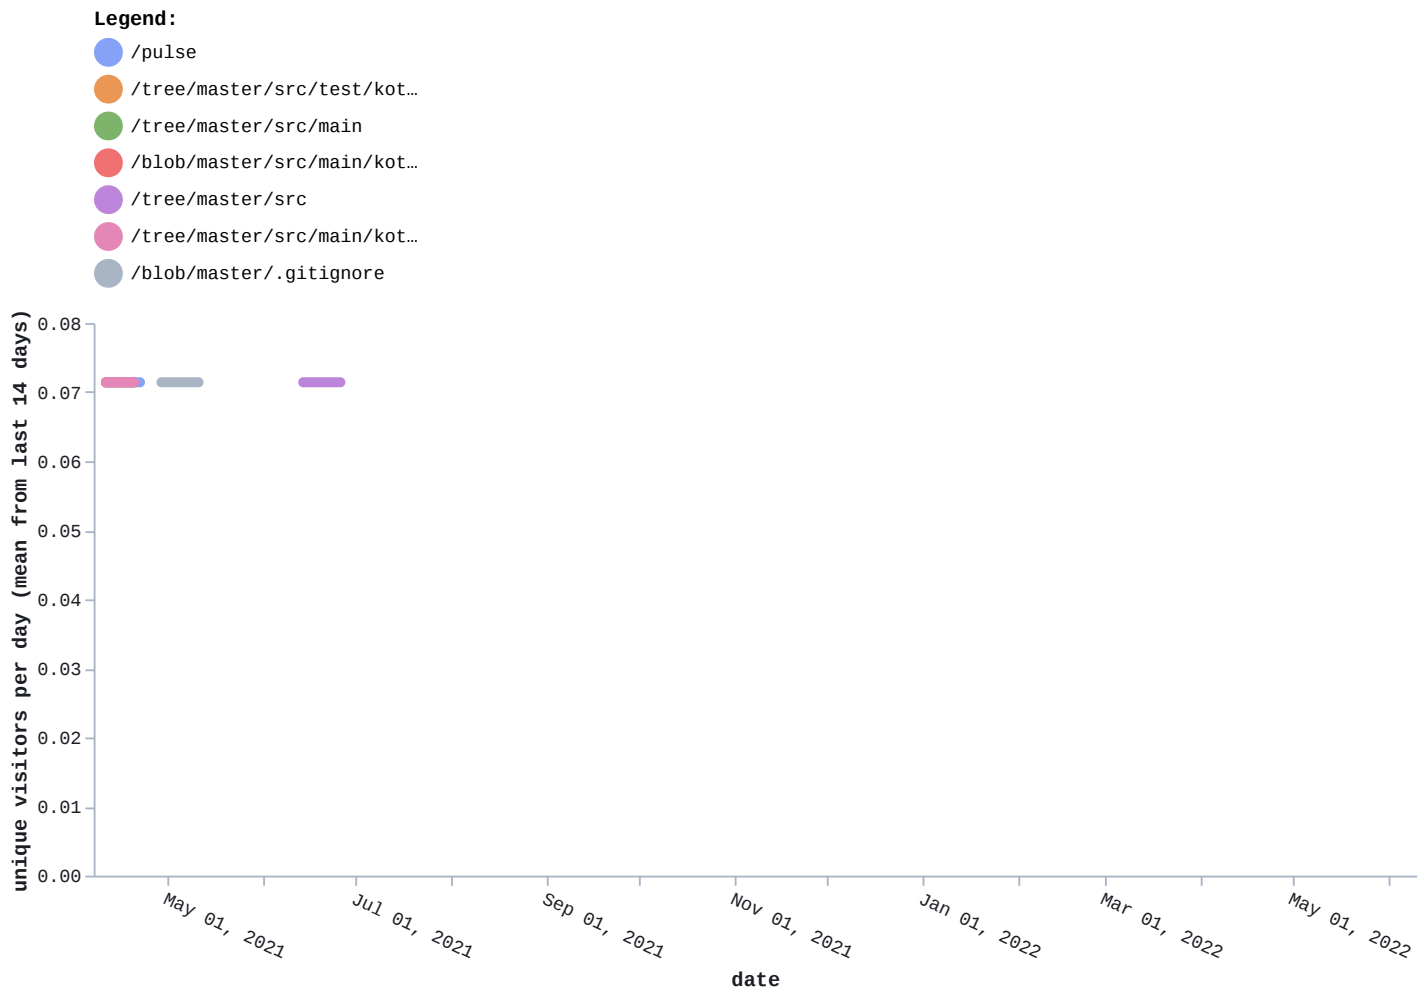 Legend:
/pulse
/tree/master/src/test/kot…
/tree/master/src/main
/blob/master/src/main/kot…
/tree/master/src
/tree/master/src/main/kot…
/blob/master/.gitignore
unique visitors per day (mean from last 14 days)
0.08
0.07
0.06
0.05
0.04
0.03
0.02
0.01
0.00
May 01, 2021
Jul 01, 2021
Sep 01, 2021
Nov 01, 2021
Jan 01, 2022
Mar 01, 2022
May 01, 2022
date